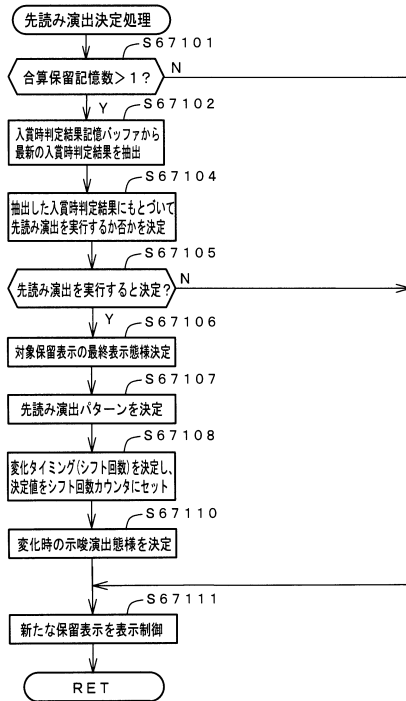 先読み演出決定処理
S67101
合算保留記憶数>1?
N
Y
S67102
入賞時判定結果記憶バッファから
最新の入賞時判定結果を抽出
S67104
抽出した入賞時判定結果にもとづいて
先読み演出を実行するか否かを決定
S67105
先読み演出を実行すると決定?
N
Y
S67106
対象保留表示の最終表示態様決定
S67107
先読み演出パターンを決定
S67108
変化タイミング(シフト回数)を決定し、
決定値をシフト回数カウンタにセット
S67110
変化時の示唆演出態様を決定
S67111
新たな保留表示を表示制御
RET